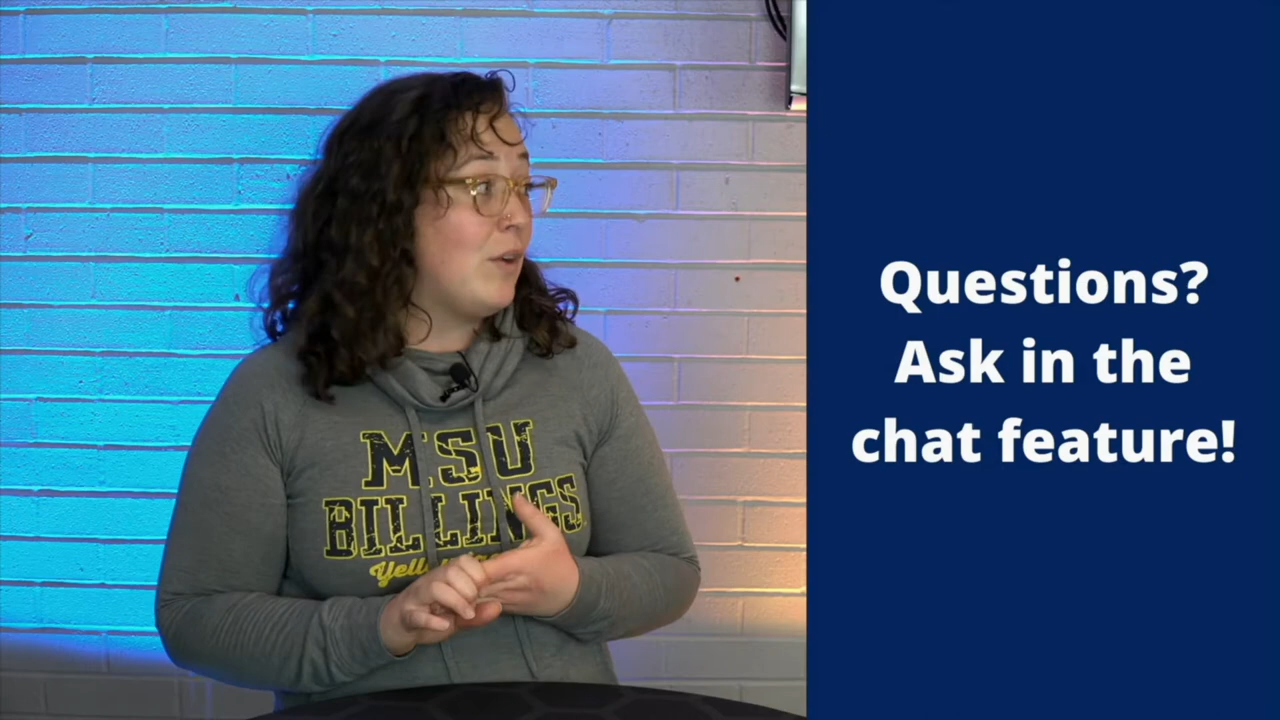 MSU
BILLINGS
Questions?
Ask in the
chat feature!